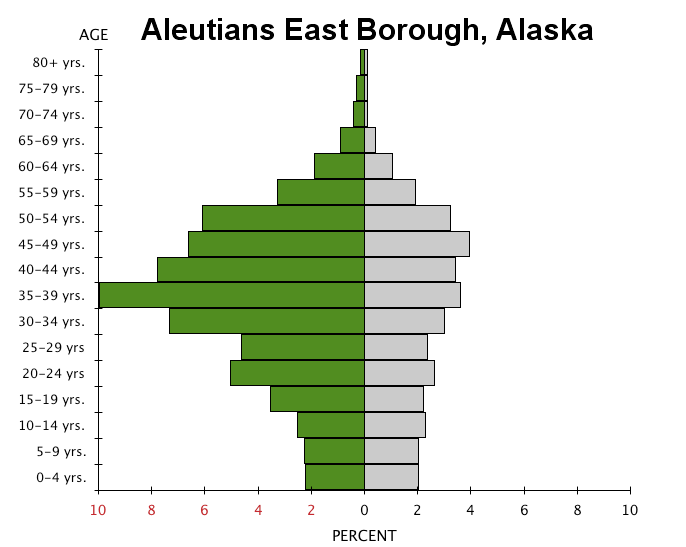 Aleutians East Borough, Alaska
AGE
80+ yrs.
75-79 yrs.
70-74 yrs.
65-69 yrs.
60-64 yrs.
55-59 yrs.
50-54 yrs.
45-49 yrs.
40-44 yrs.
35-39 yrs.
30-34 yrs.
25-29 yrs
20-24 yrs
15-19 yrs.
10-14 yrs.
5-9 yrs.
0-4 yrs.
10 8 6 4 2 0 2 4 6 8 10
PERCENT